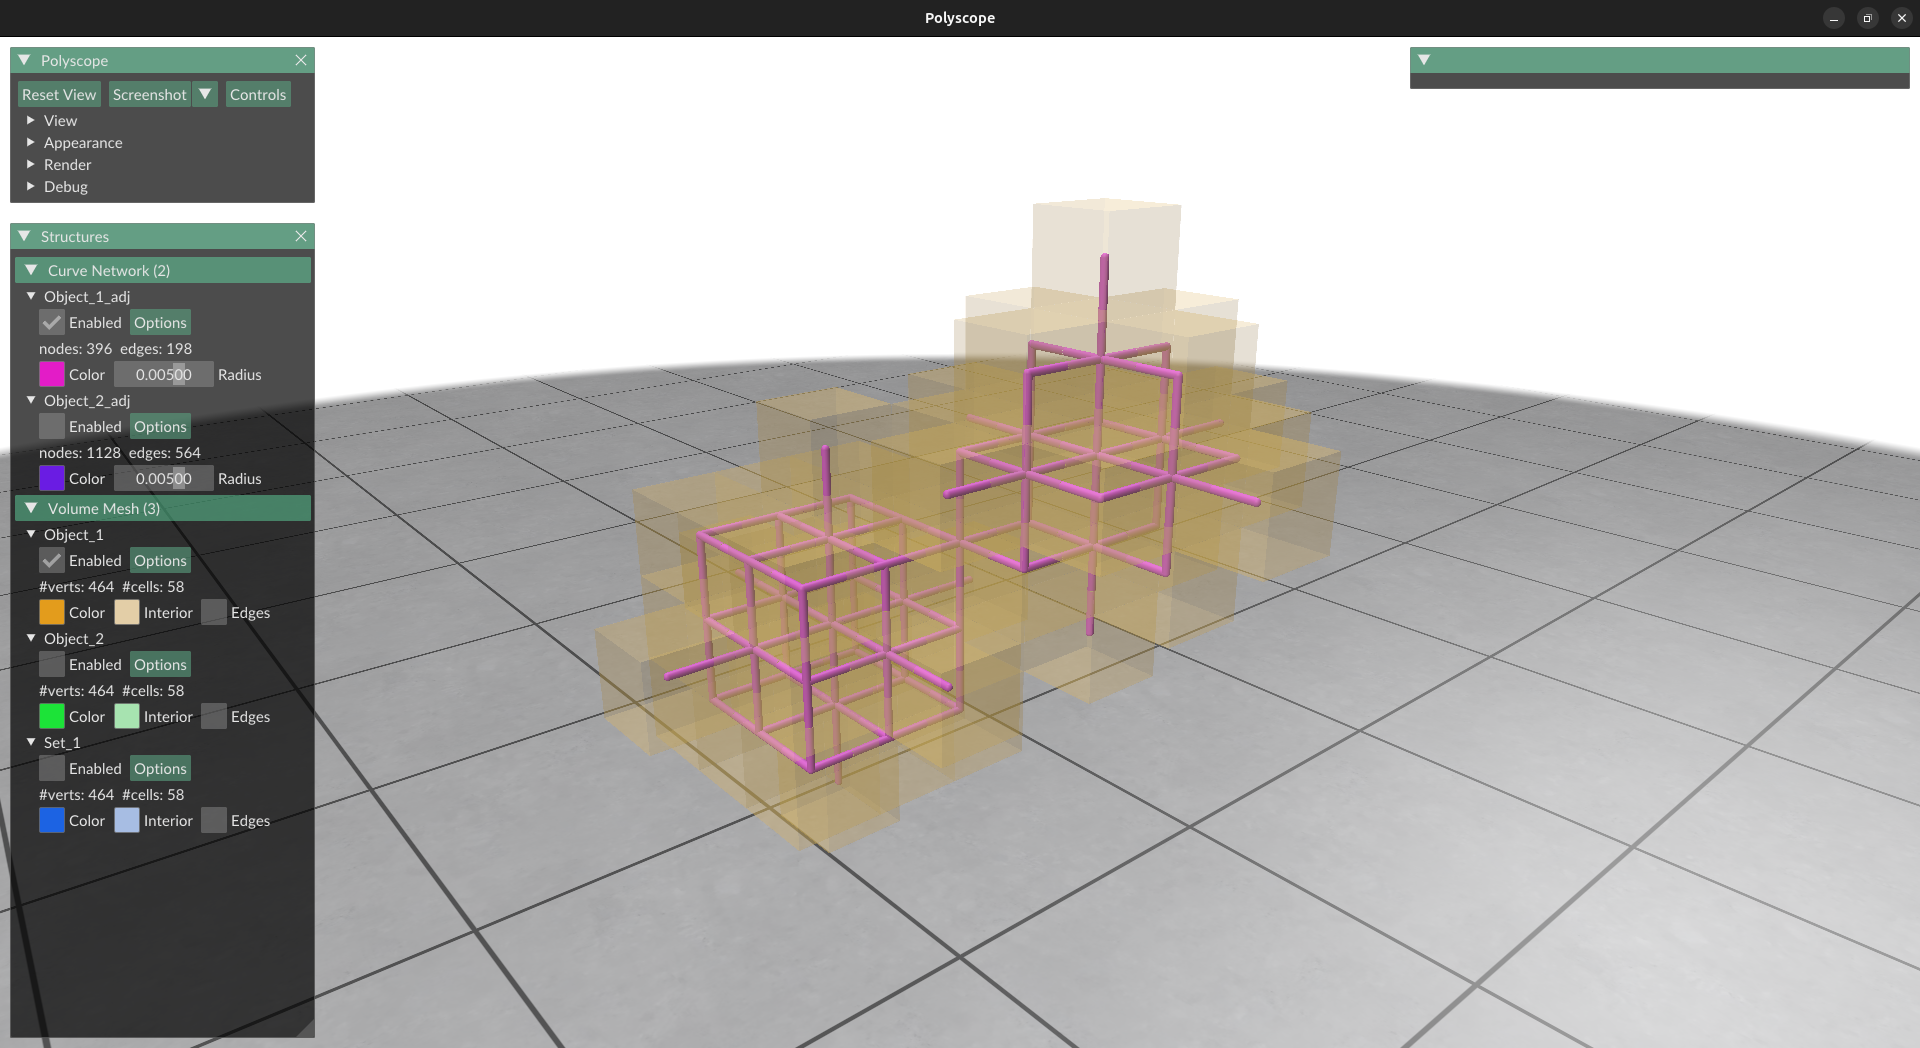 Polyscope
Polyscope
Reset View Screenshot Controls
View
Appearance
Render
Debug
Structures
Curve Network (2)
Object_1_adj
Enabled Options
nodes: 396 edges: 198
Color 0.00500 Radius
Object_2_adj
Enabled Options
nodes: 1128 edges: 564
Color 0.00500 Radius
Volume Mesh (3)
Object_1
Enabled Options
#verts: 464 #cells: 58
Color Interior Edges
Object_2
Enabled Options
#verts: 464 #cells: 58
Color Interior Edges
Set_1
Enabled Options
#verts: 464 #cells: 58
Color Interior Edges